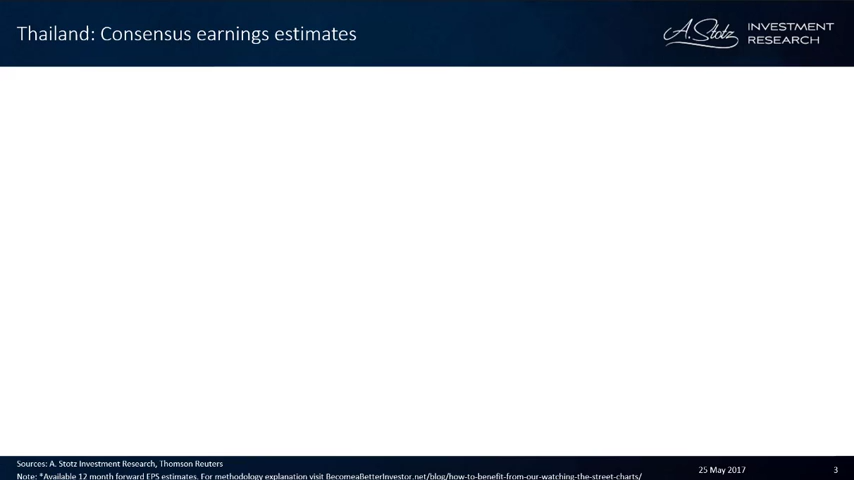 Thailand: Consensus earnings estimates
A. Stotz INVESTMENT
RESEARCH
Sources: A. Stotz Investment Research, Thomson Reuters
Note: *Available 12 month forward EPS estimates. For methodology explanation visit BecomeaBetterInvestor.net/blog/how-to-benefit-from-our-watching-the-street-charts/
25 May 2017
3